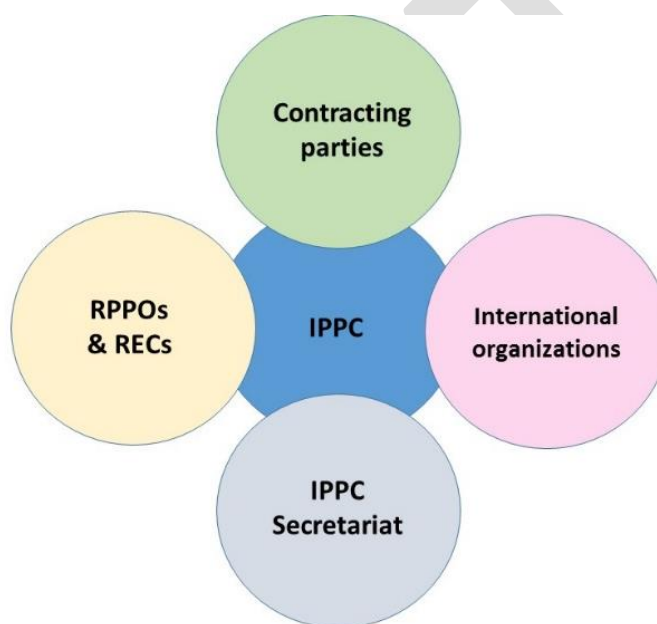 Contracting
parties
RPPOs
& RECs
IPPC
International
organizations
IPPC
Secretariat